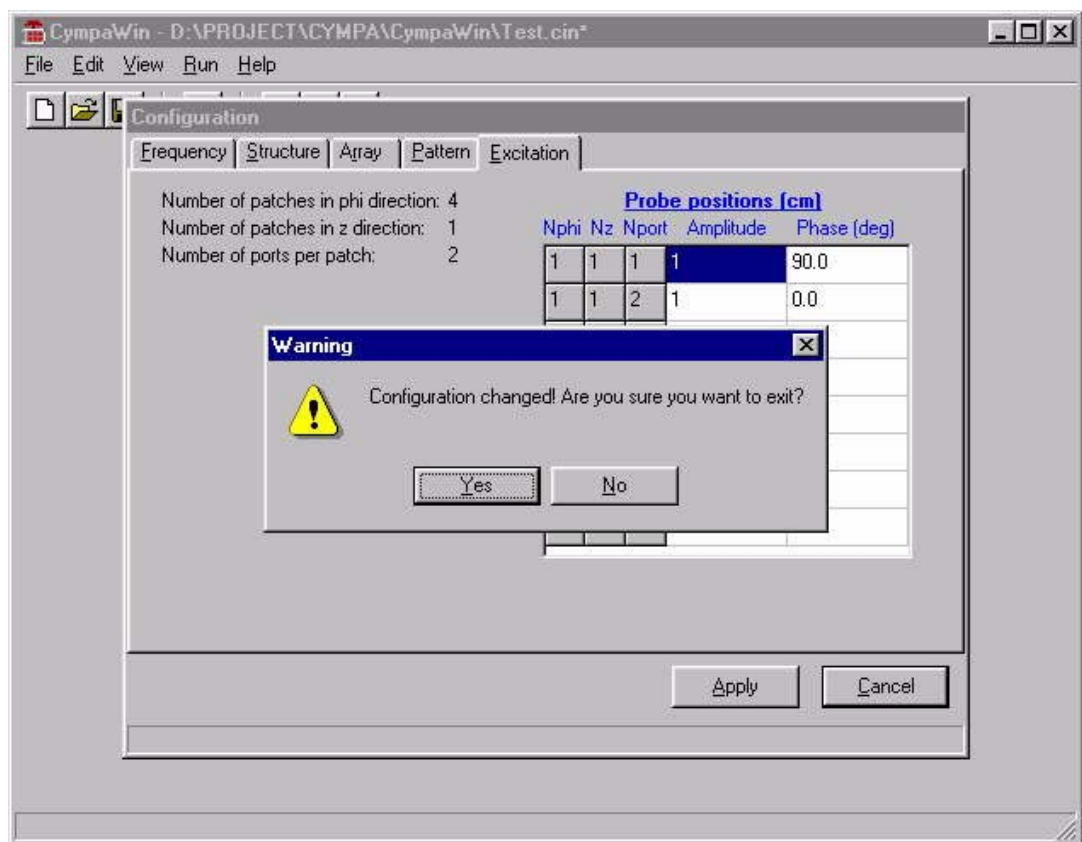 CympaWin - D:\PROJECT\CYMPA\CympaWin\Test.cin*
File Edit View Run Help
Configuration
Frequency Structure Array Pattern Excitation
Number of patches in phi direction: 4
Number of patches in z direction: 1
Number of ports per patch: 2
Probe positions (cm)
Nphi Nz Nport Amplitude Phase (deg)
1 1 1 1 90.0
1 1 2 1 0.0
Warning
Configuration changed! Are you sure you want to exit?
Yes No
Apply Cancel